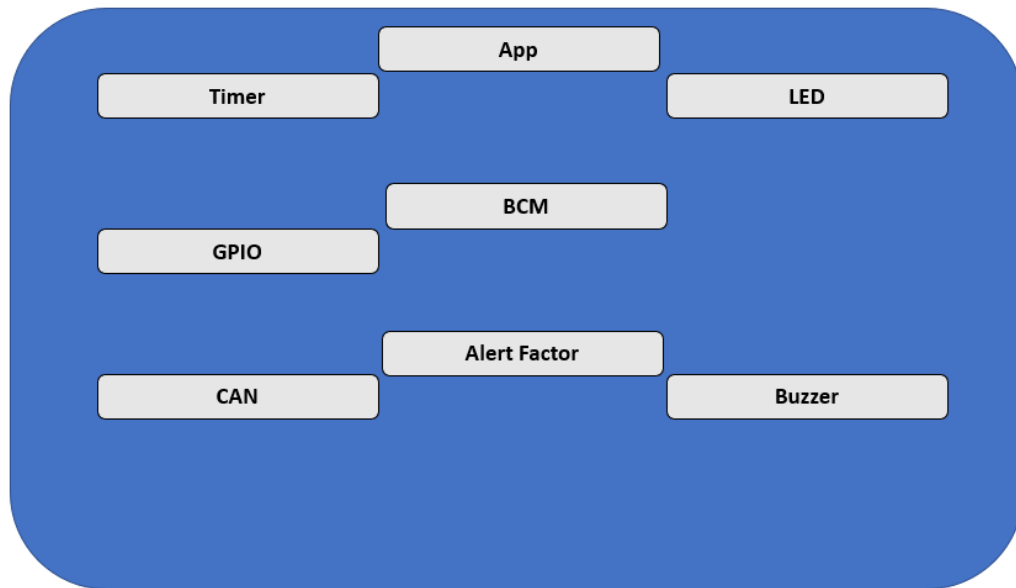 App
Timer
LED
BCM
GPIO
Alert Factor
CAN
Buzzer